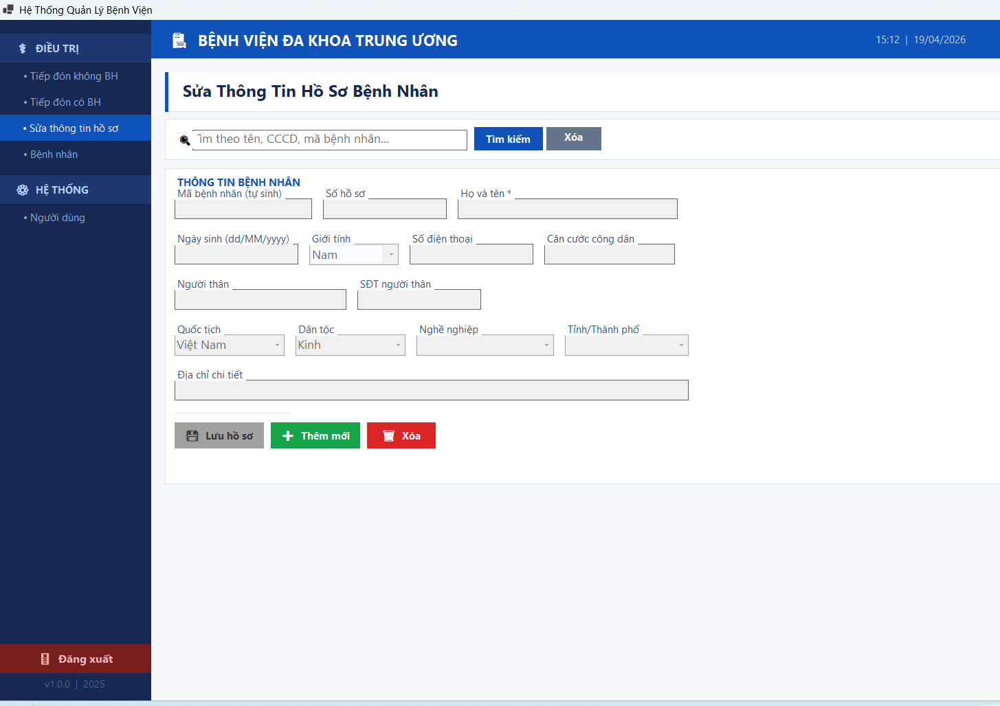 Hệ Thống Quản Lý Bệnh Viện
BỆNH VIỆN ĐA KHOA TRUNG ƯƠNG
15:12 | 19/04/2026
ĐIỀU TRỊ
• Tiếp đón không BH
• Tiếp đón có BH
• Sửa thông tin hồ sơ
• Bệnh nhân
HỆ THỐNG
• Người dùng
Đăng xuất
v1.0.0 | 2025
Sửa Thông Tin Hồ Sơ Bệnh Nhân
Tìm theo tên, CCCD, mã bệnh nhân...
Tìm kiếm
Xóa
THÔNG TIN BỆNH NHÂN
Mã bệnh nhân (tự sinh)
Số hồ sơ
Họ và tên *
Ngày sinh (dd/MM/yyyy)
Giới tính
Nam
Số điện thoại
Căn cước công dân
Người thân
SĐT người thân
Quốc tịch
Việt Nam
Dân tộc
Kinh
Nghề nghiệp
Tỉnh/Thành phố
Địa chỉ chi tiết
Lưu hồ sơ
Thêm mới
Xóa